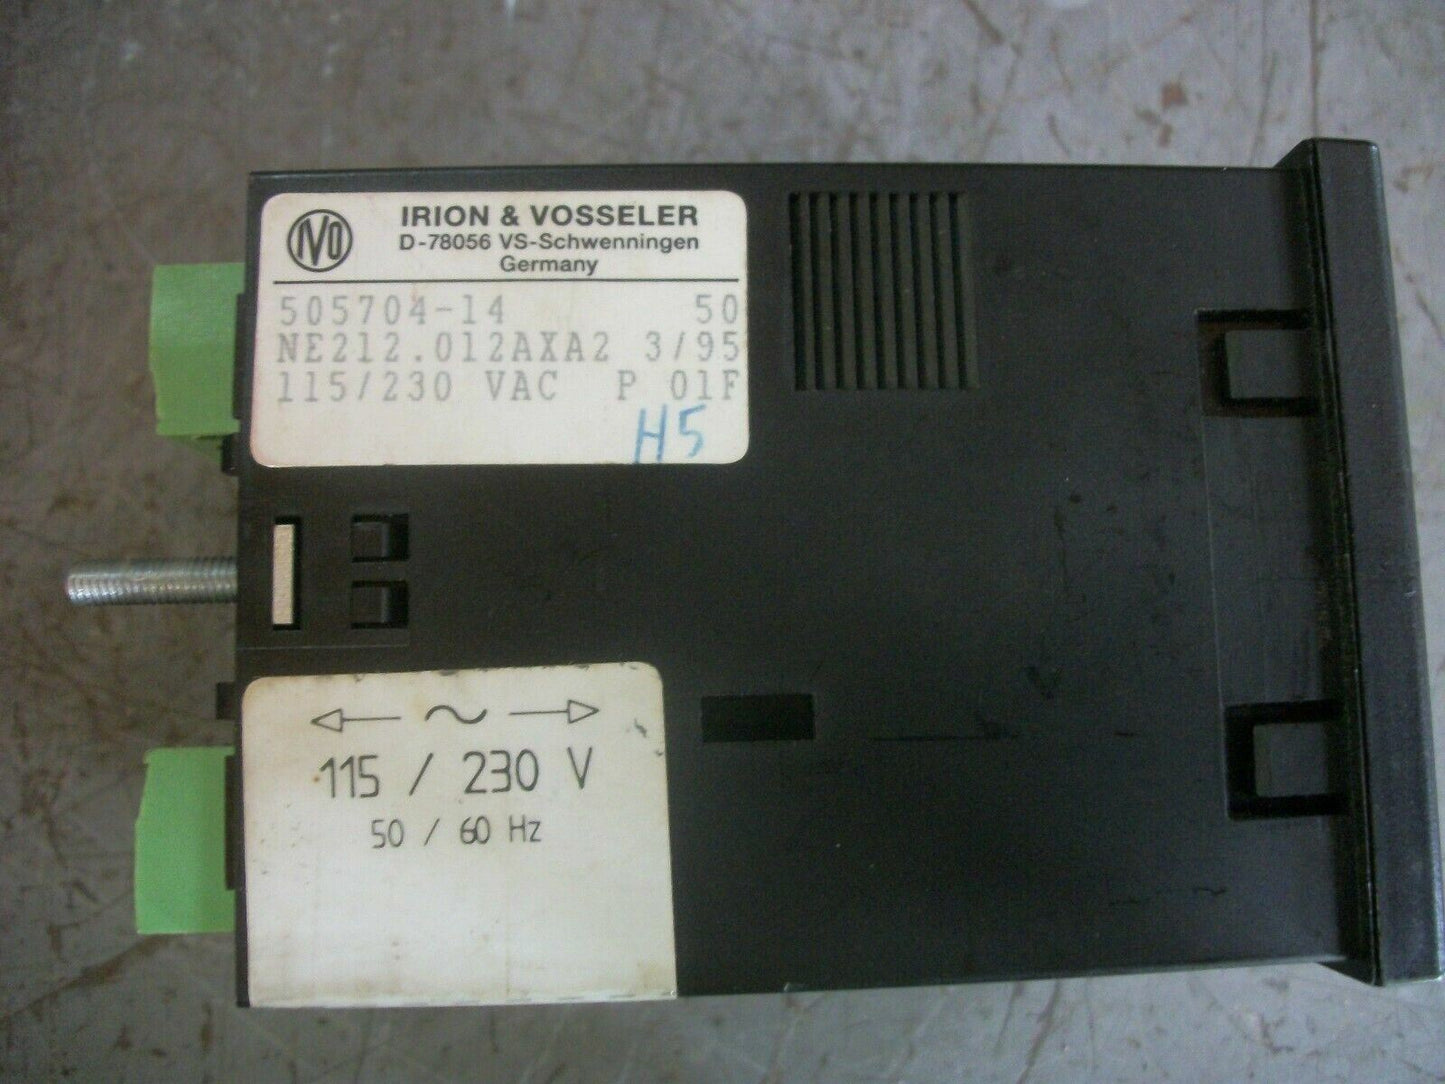 IVO
IRION & VOSSELER
D-78056 VS-Schwenningen
Germany
505704-14 50
NE212.012AXA2 3/95
115/230 VAC P 01F
H5
115 / 230 V
50 / 60 Hz